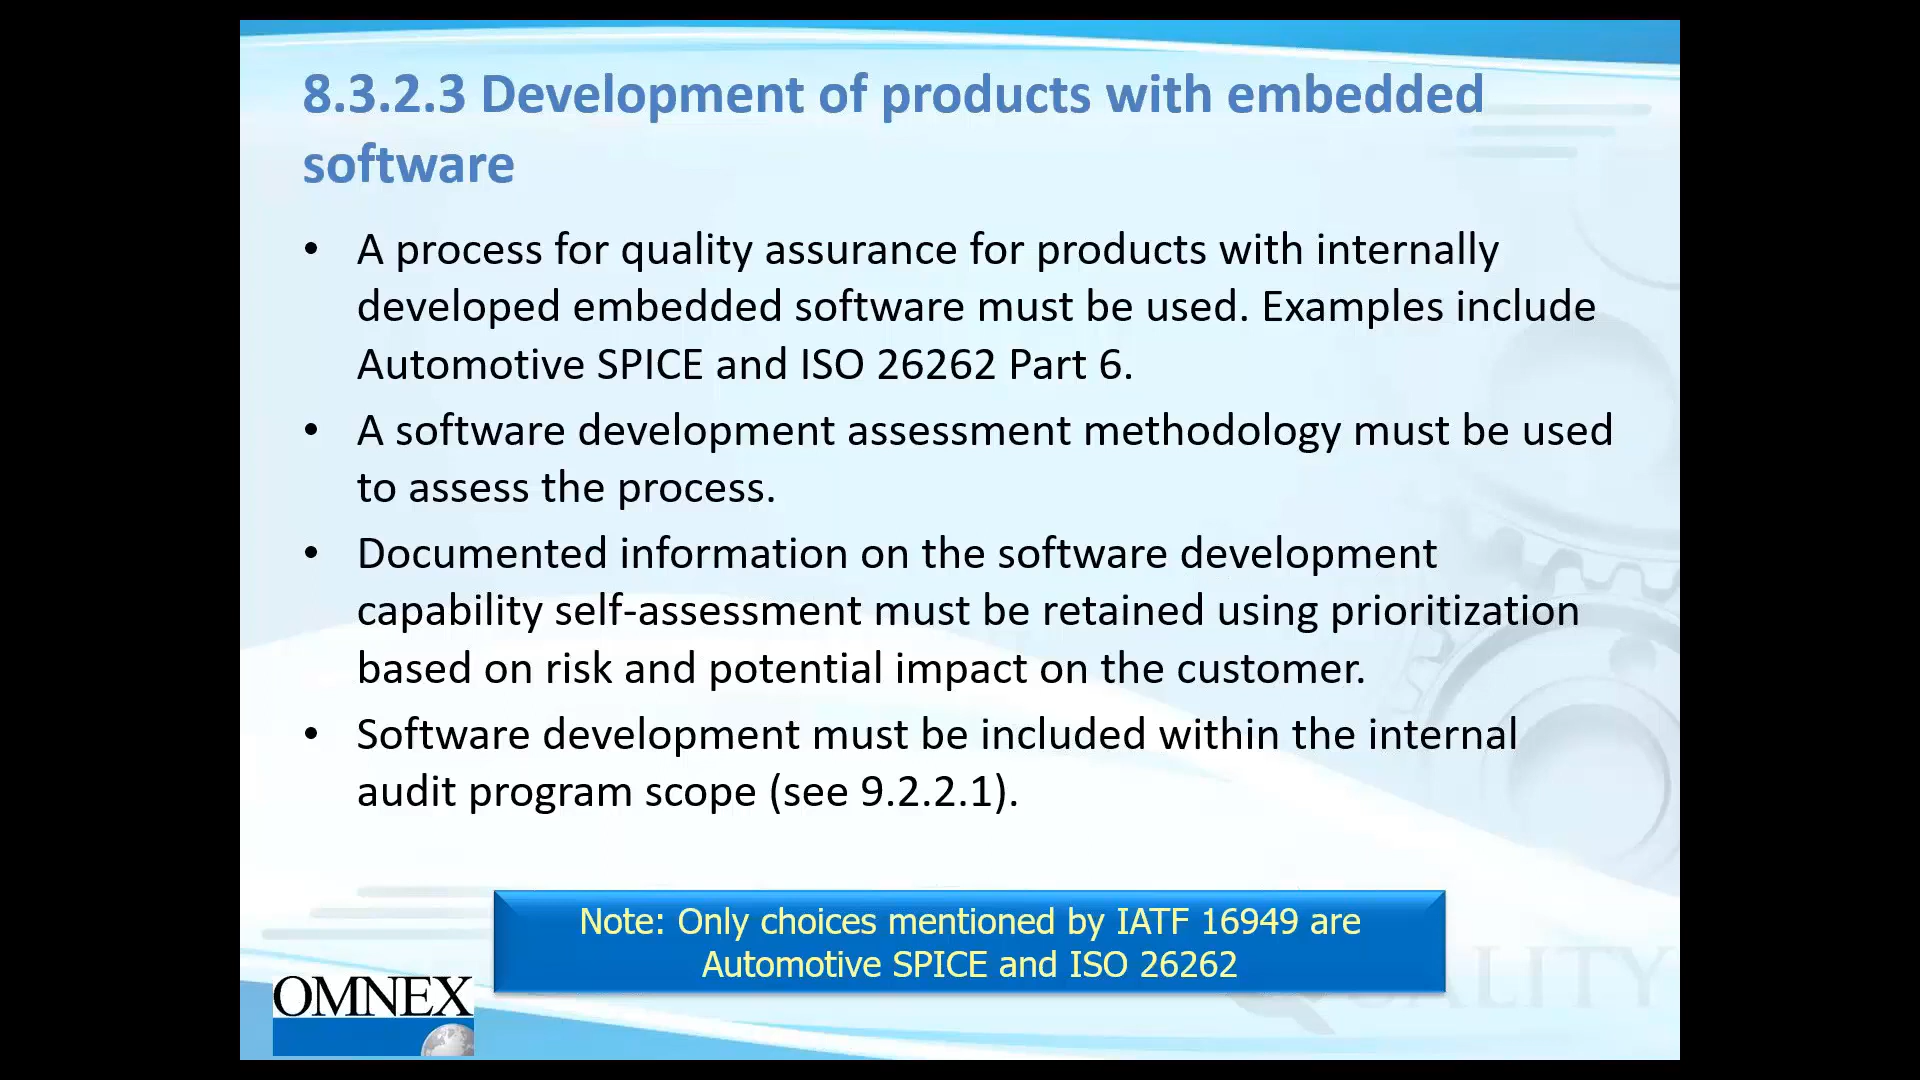 8.3.2.3 Development of products with embedded
software
• A process for quality assurance for products with internally
developed embedded software must be used. Examples include
Automotive SPICE and ISO 26262 Part 6.
• A software development assessment methodology must be used
to assess the process.
• Documented information on the software development
capability self-assessment must be retained using prioritization
based on risk and potential impact on the customer.
• Software development must be included within the internal
audit program scope (see 9.2.2.1).
Note: Only choices mentioned by IATF 16949 are
Automotive SPICE and ISO 26262
QUALITY
OMNEX